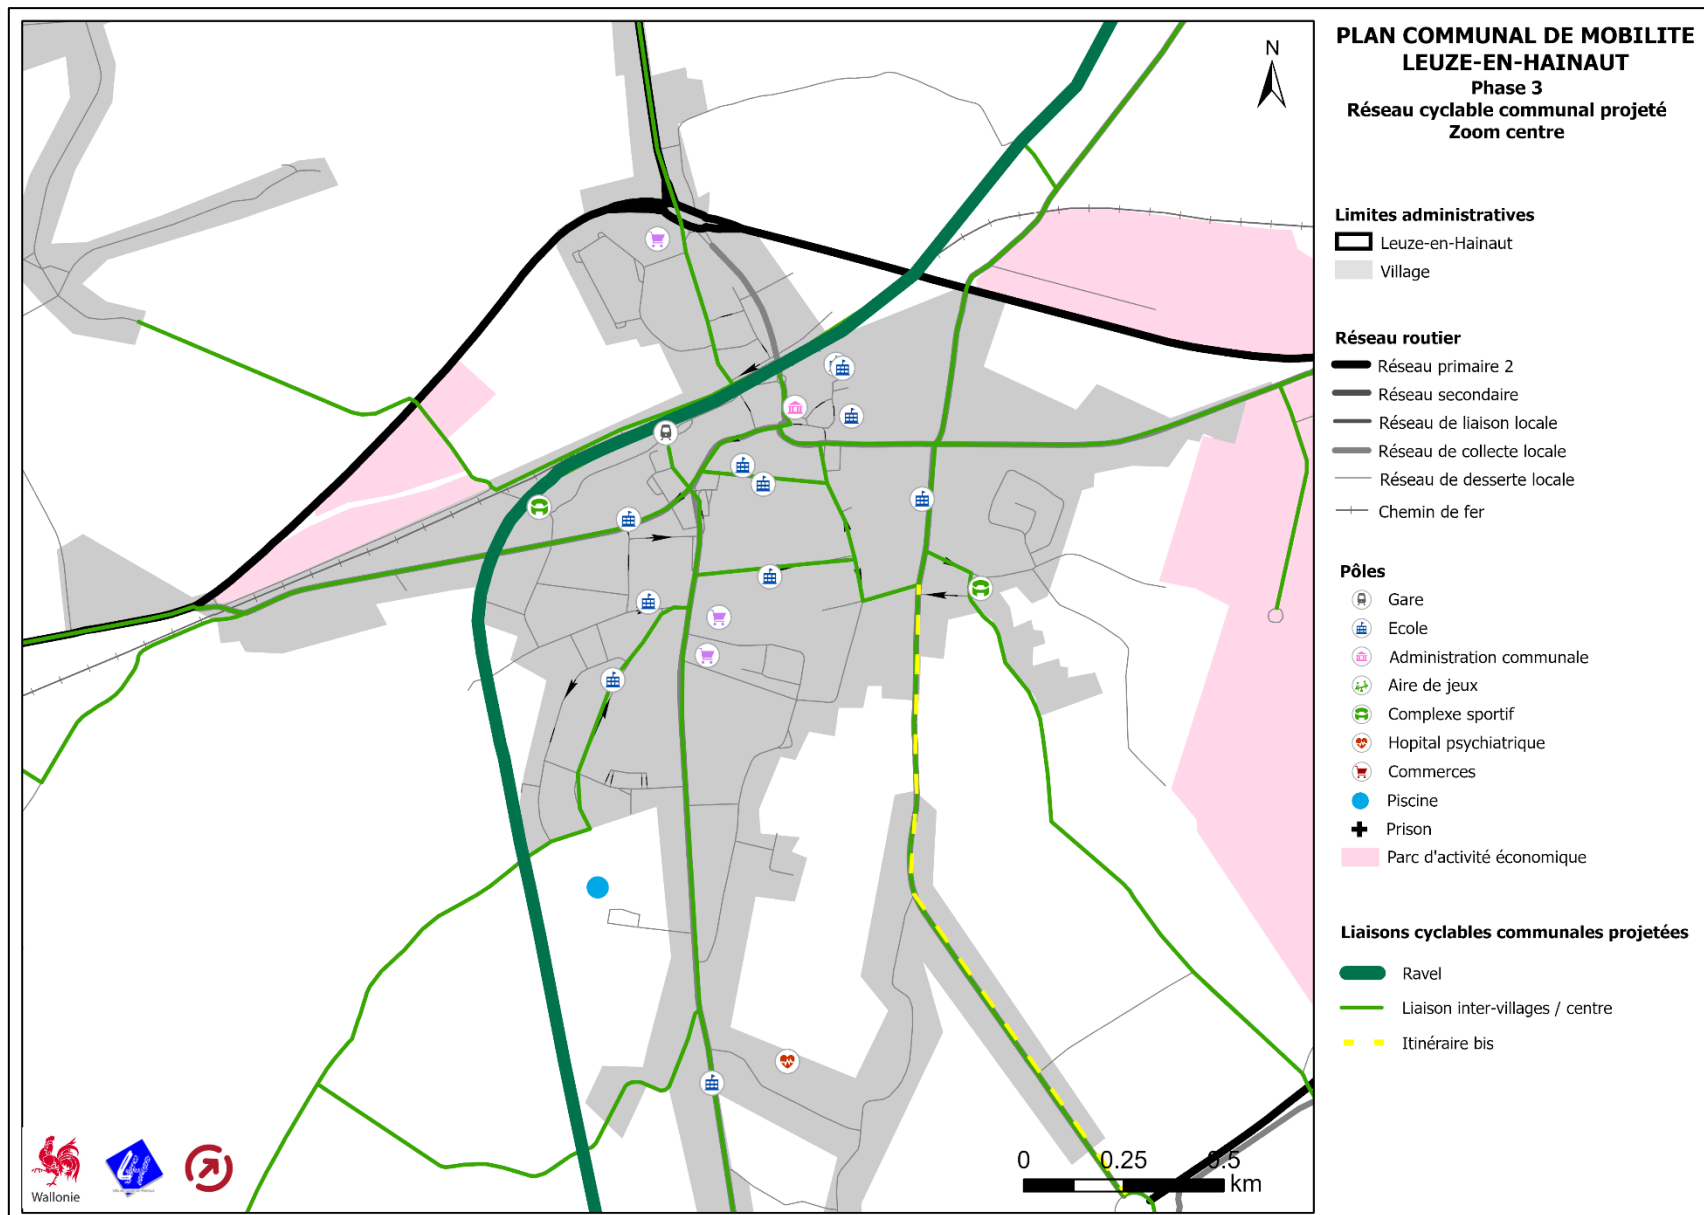 PLAN COMMUNAL DE MOBILITE
LEUZE-EN-HAINAUT
Phase 3
Réseau cyclable communal projeté
Zoom centre
N
Limites administratives
Leuze-en-Hainaut
Village
Réseau routier
Réseau primaire 2
Réseau secondaire
Réseau de liaison locale
Réseau de collecte locale
Réseau de desserte locale
Chemin de fer
Pôles
Gare
Ecole
Administration communale
Aire de jeux
Complexe sportif
Hopital psychiatrique
Commerces
Piscine
Prison
Parc d'activité économique
Liaisons cyclables communales projetées
Ravel
Liaison inter-villages / centre
Itinéraire bis
0 0.25 0.5
km
Wallonie